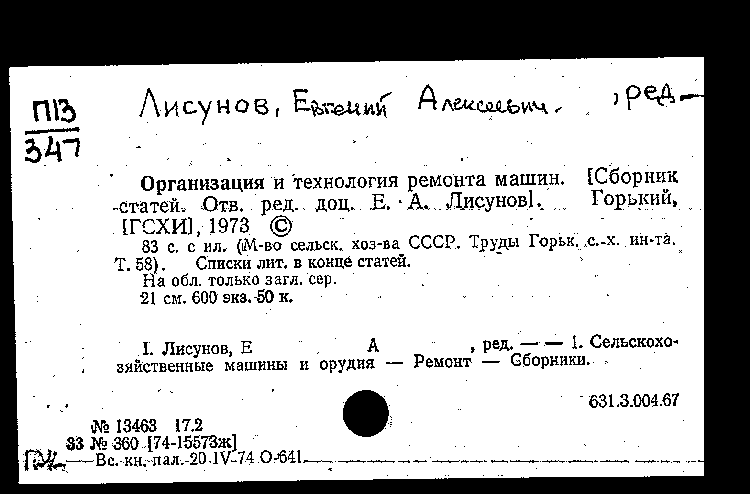 П13
347
Лисунов, Евгений Алексеевич. , ред —
Организация и технология ремонта машин. [Сборник
статей. Отв. ред. доц. Е. А. Лисунов]. Горький,
[ГСХИ], 1973 ©
83 с. с ил. (М-во сельск. хоз-ва СССР. Труды Горьк. с.-х. ин-та.
Т. 58). Списки лит. в конце статей.
На обл. только загл. сер.
21 см. 600 экз. 50 к.
I. Лисунов, Е А , ред. — — 1. Сельскохо-
зяйственные машины и орудия — Ремонт — Сборники.
631.3.004.67
№ 13463 17.2
33 № 360 [74-15573ж]
Вс. кн. пал. 20 IV-74 О-641